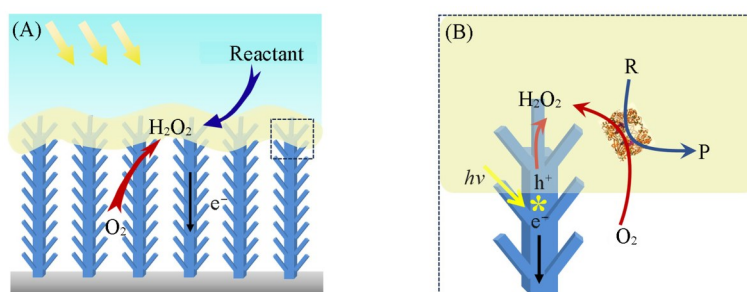 (A)
Reactant
H₂O₂
e⁻
O₂
(B)
R
H₂O₂
P
hν
h⁺
e⁻
O₂